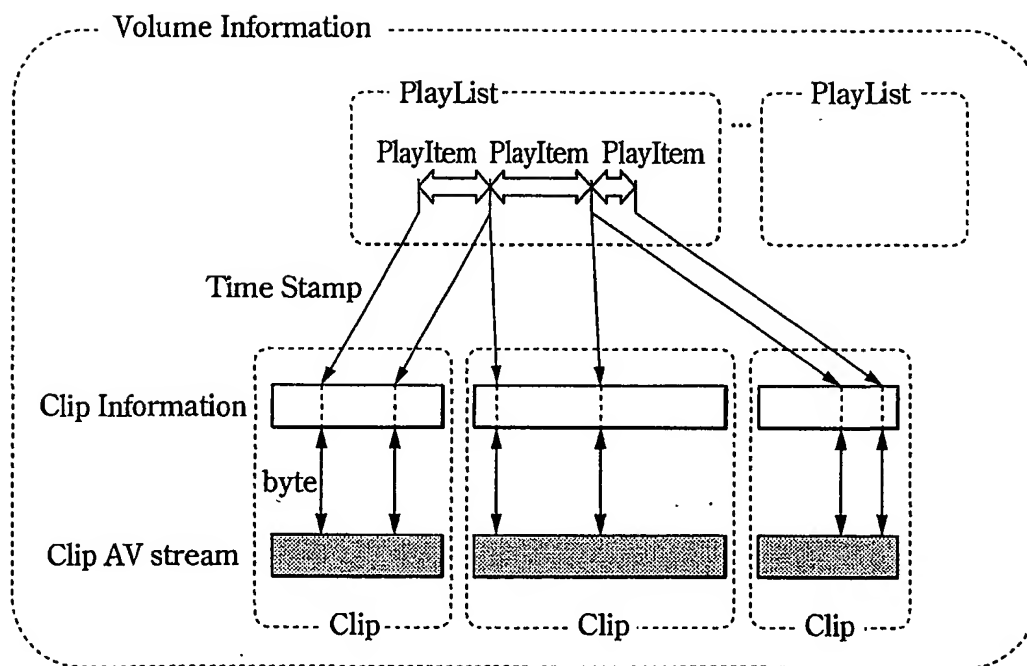 Volume Information
PlayList
PlayList
...
PlayItem PlayItem PlayItem
Time Stamp
Clip Information
byte
Clip AV stream
Clip
Clip
Clip